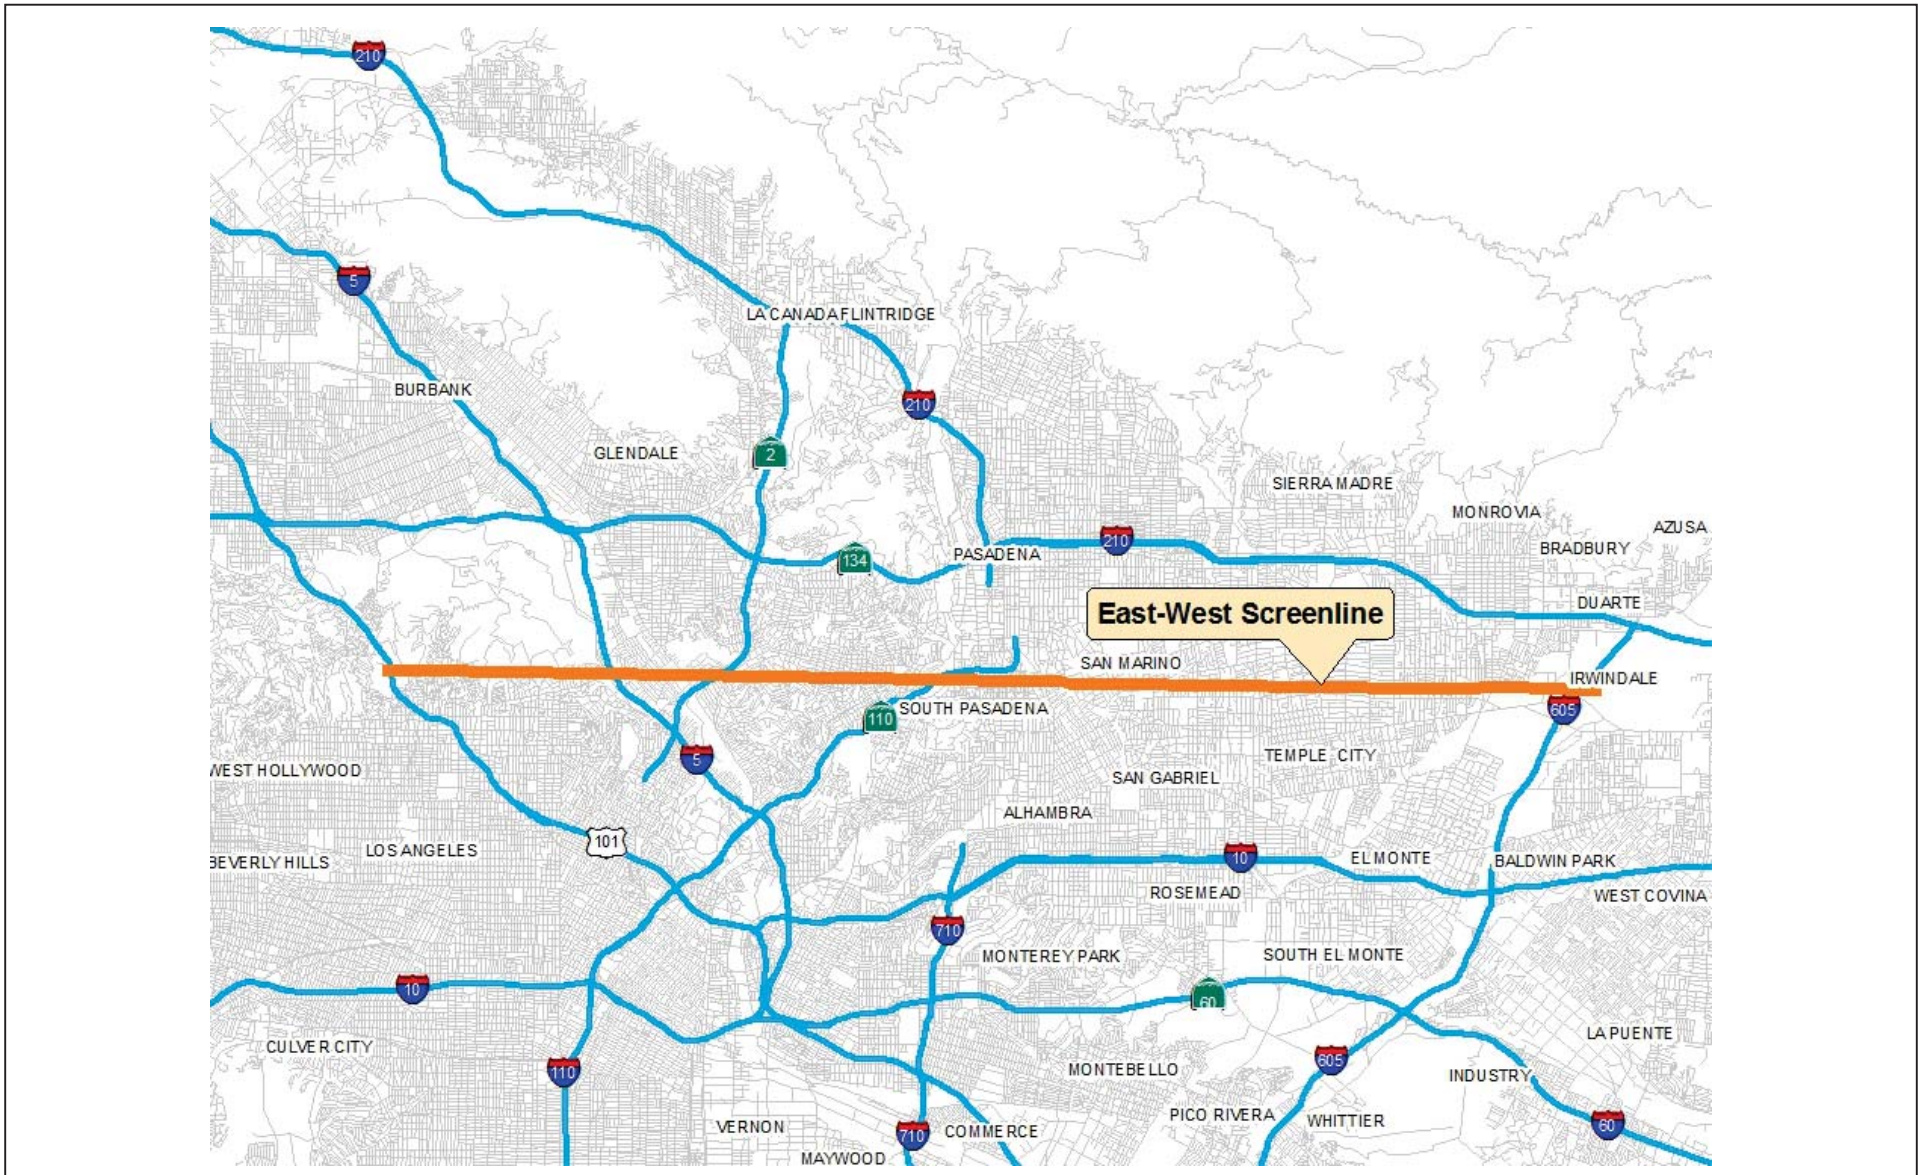 210
5
LA CANADA FLINTRIDGE
BURBANK
210
GLENDALE
2
SIERRA MADRE
MONROVIA
AZUSA
210
BRADBURY
134
PASADENA
DUARTE
East-West Screenline
SAN MARINO
IRWINDALE
SOUTH PASADENA
110
605
5
TEMPLE CITY
WEST HOLLYWOOD
SAN GABRIEL
ALHAMBRA
101
LOS ANGELES
10
EL MONTE
BALDWIN PARK
BEVERLY HILLS
ROSEMEAD
WEST COVINA
710
MONTEREY PARK
SOUTH EL MONTE
10
60
LA PUENTE
CULVER CITY
605
110
MONTEBELLO
INDUSTRY
PICO RIVERA
WHITTIER
60
VERNON
710
COMMERCE
MAYWOOD